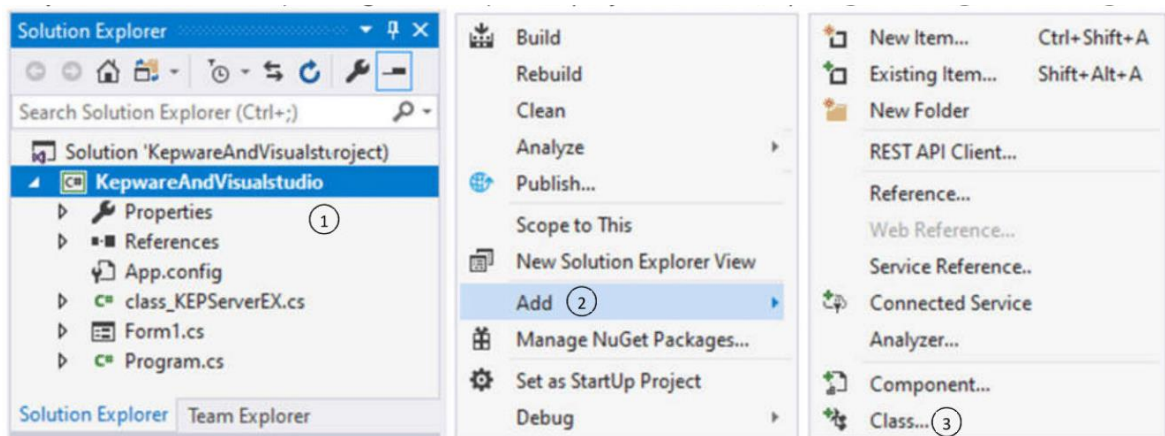 Solution Explorer
Search Solution Explorer (Ctrl+;)
Solution 'KepwareAndVisualsturoject)
C# KepwareAndVisualstudio
Properties
1
References
App.config
C# class_KEPServerEX.cs
Form1.cs
C# Program.cs
Solution Explorer Team Explorer
Build
Rebuild
Clean
Analyze
Publish...
Scope to This
New Solution Explorer View
Add 2
Manage NuGet Packages...
Set as StartUp Project
Debug
New Item... Ctrl+Shift+A
Existing Item... Shift+Alt+A
New Folder
REST API Client...
Reference...
Web Reference...
Service Reference..
Connected Service
Analyzer...
Component...
Class... 3